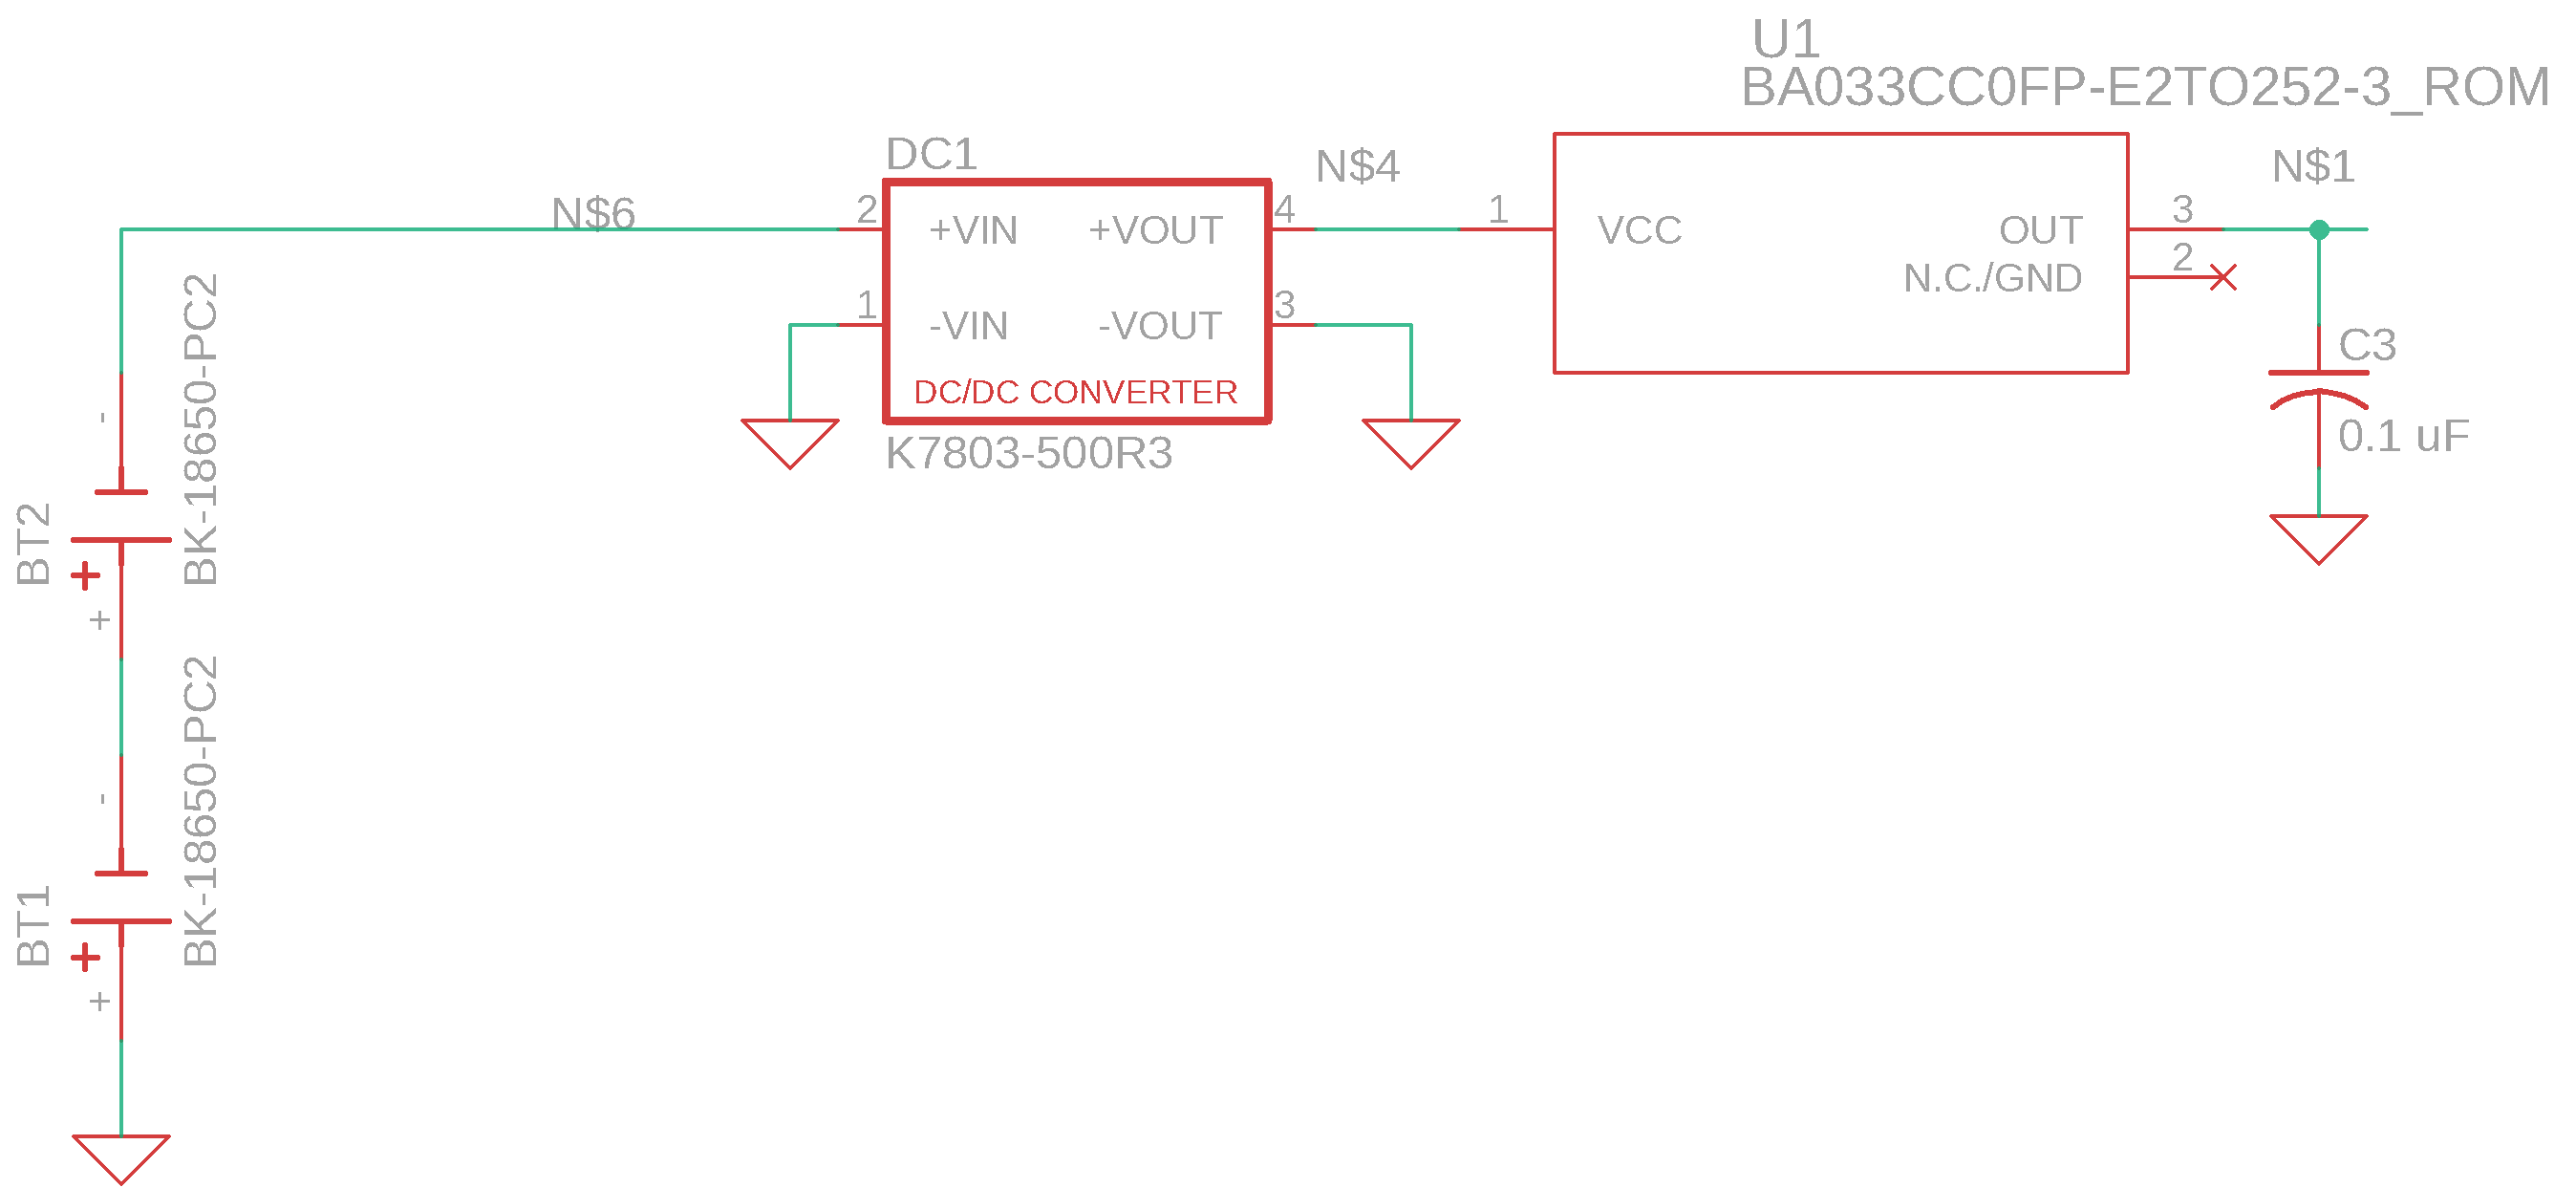 U1
BA033CC0FP-E2TO252-3_ROM
DC1
N$4
N$1
N$6
2
+VIN
+VOUT
4
1
VCC
OUT
3
N.C./GND
2
1
-VIN
-VOUT
3
DC/DC CONVERTER
K7803-500R3
C3
0.1 uF
-
BT2
BK-18650-PC2
+
+
-
BT1
BK-18650-PC2
+
+